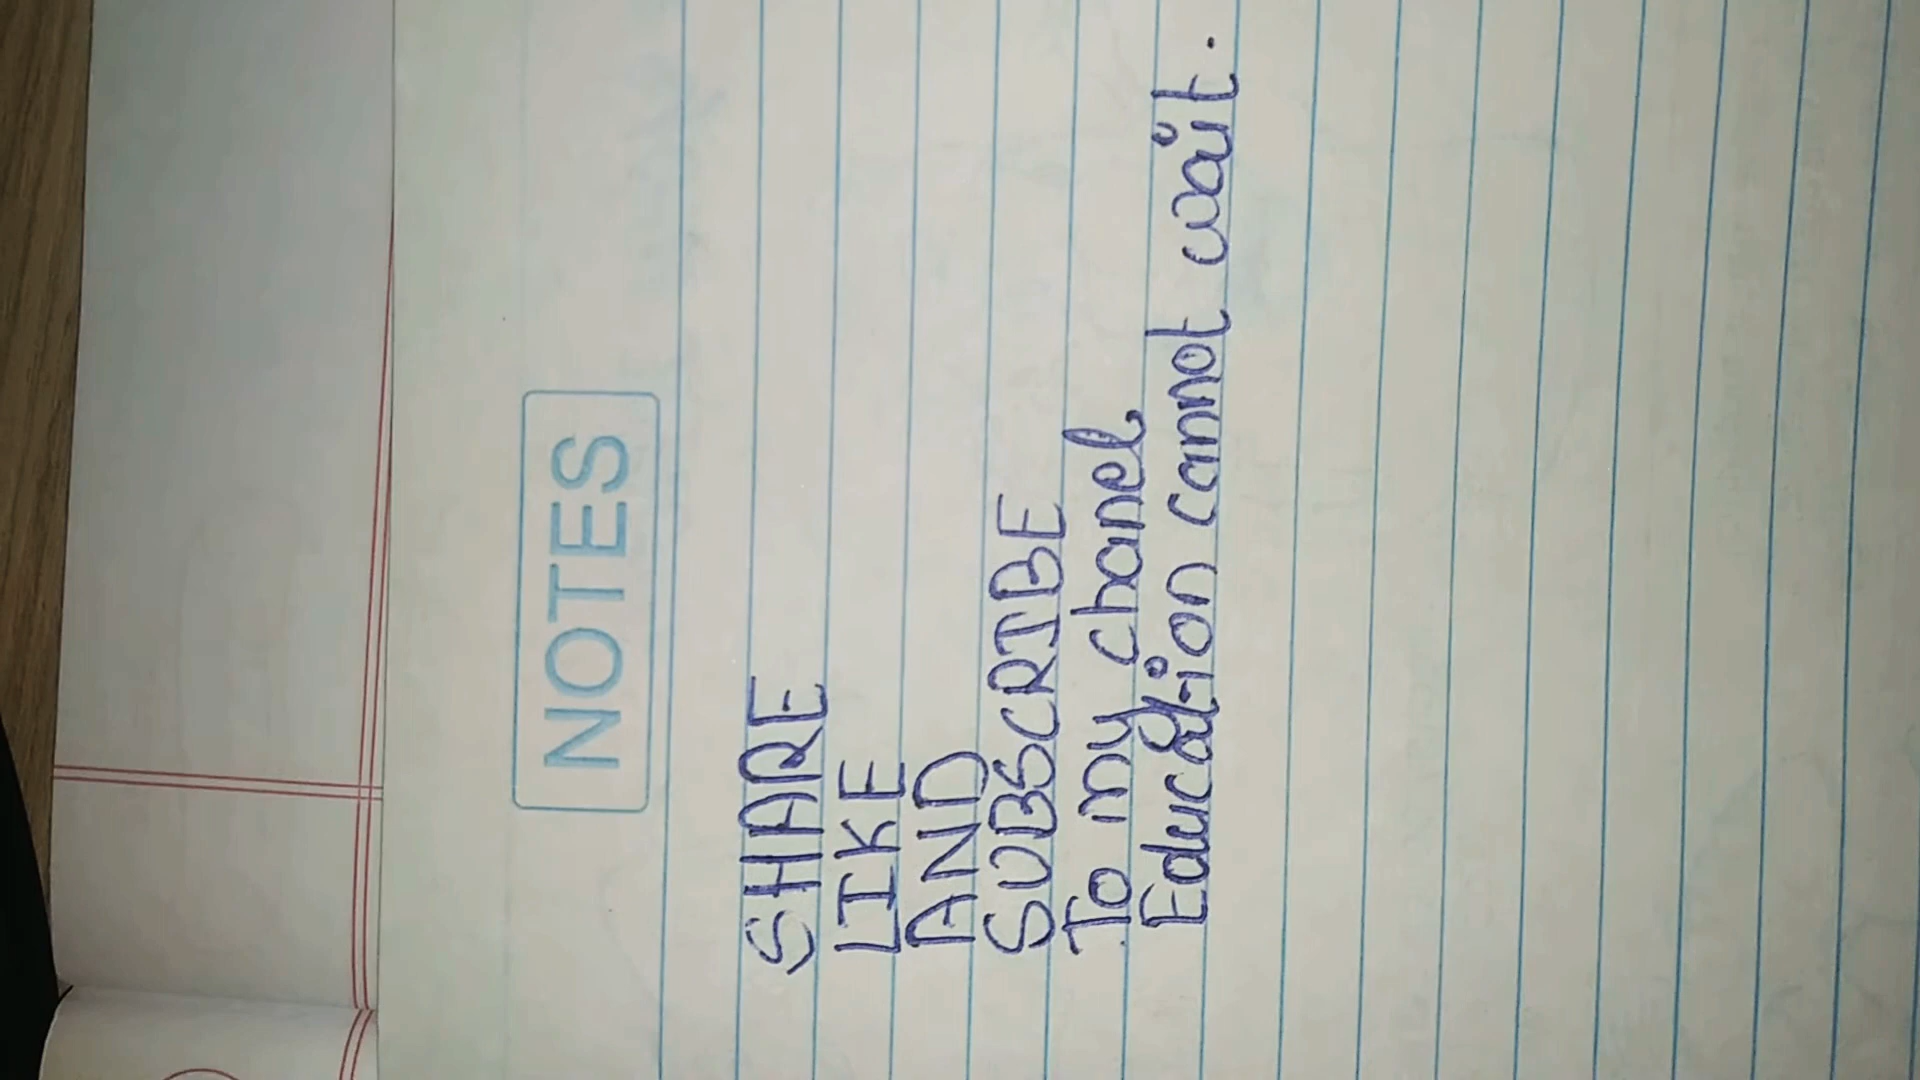 NOTES
SHARE
LIKE
AND
SUBSCRIBE
To my chanel
Education cannot wait.